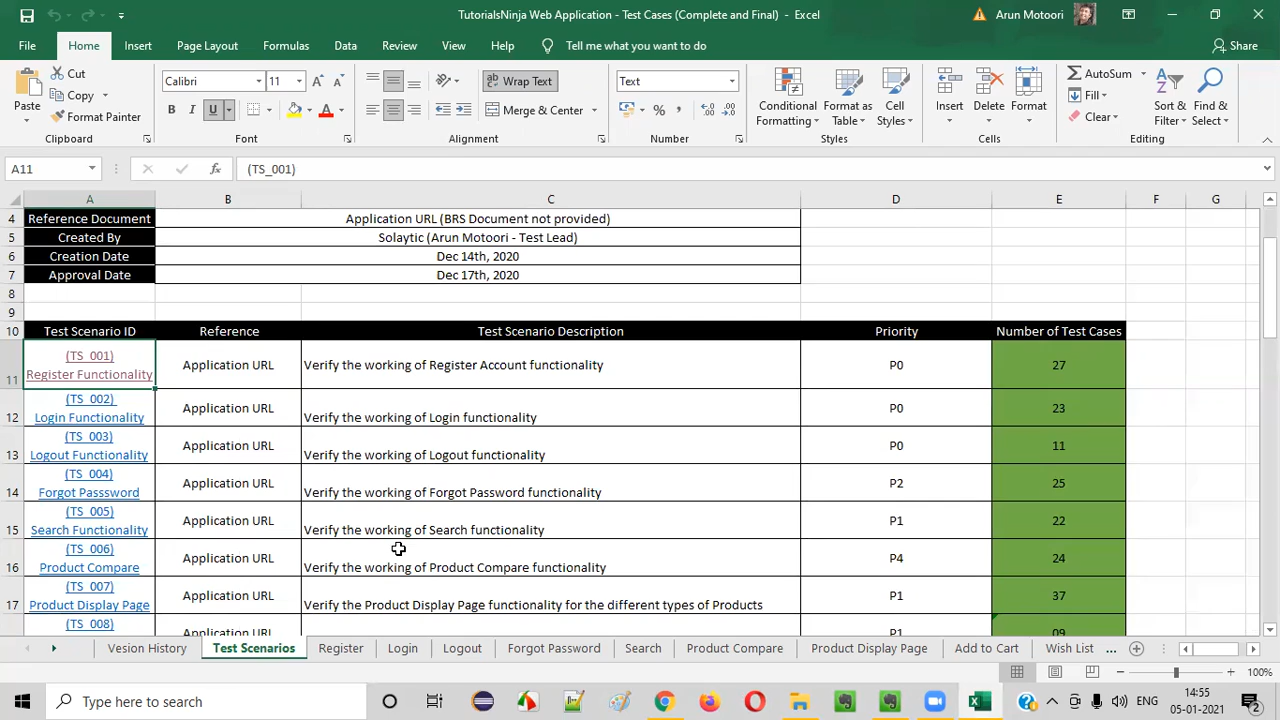 TutorialsNinja Web Application - Test Cases (Complete and Final) - Excel
Arun Motoori
File Home Insert Page Layout Formulas Data Review View Help Tell me what you want to do Share
Paste
Cut
Copy
Format Painter
Clipboard
Calibri 11
B I U
Font
Wrap Text
Merge & Center
Alignment
Text
Number
Conditional Formatting
Format as Table
Cell Styles
Styles
Insert Delete Format
Cells
AutoSum
Fill
Clear
Sort & Filter
Find & Select
Editing
A11 fx (TS_001)
A B C D E F G
4 Reference Document Application URL (BRS Document not provided)
5 Created By Solaytic (Arun Motoori - Test Lead)
6 Creation Date Dec 14th, 2020
7 Approval Date Dec 17th, 2020
8
9
10 Test Scenario ID Reference Test Scenario Description Priority Number of Test Cases
11 (TS_001) Register Functionality Application URL Verify the working of Register Account functionality P0 27
12 (TS_002) Login Functionality Application URL Verify the working of Login functionality P0 23
13 (TS_003) Logout Functionality Application URL Verify the working of Logout functionality P0 11
14 (TS_004) Forgot Passsword Application URL Verify the working of Forgot Password functionality P2 25
15 (TS_005) Search Functionality Application URL Verify the working of Search functionality P1 22
16 (TS_006) Product Compare Application URL Verify the working of Product Compare functionality P4 24
17 (TS_007) Product Display Page Application URL Verify the Product Display Page functionality for the different types of Products P1 37
(TS_008) Application URL P1 09
Vesion History Test Scenarios Register Login Logout Forgot Password Search Product Compare Product Display Page Add to Cart Wish List ...
100%
Type here to search
ENG
14:55
05-01-2021
2